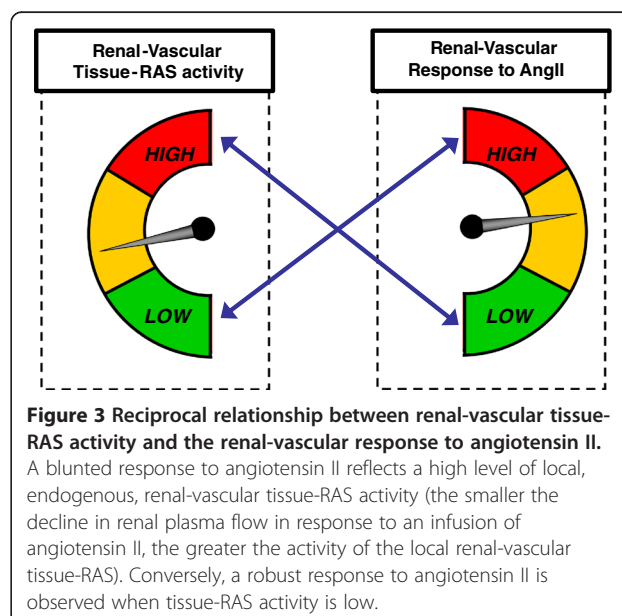 Renal-Vascular
Tissue-RAS activity
Renal-Vascular
Response to AngII
HIGH
LOW
HIGH
LOW
Figure 3 Reciprocal relationship between renal-vascular tissue-
RAS activity and the renal-vascular response to angiotensin II.
A blunted response to angiotensin II reflects a high level of local,
endogenous, renal-vascular tissue-RAS activity (the smaller the
decline in renal plasma flow in response to an infusion of
angiotensin II, the greater the activity of the local renal-vascular
tissue-RAS). Conversely, a robust response to angiotensin II is
observed when tissue-RAS activity is low.